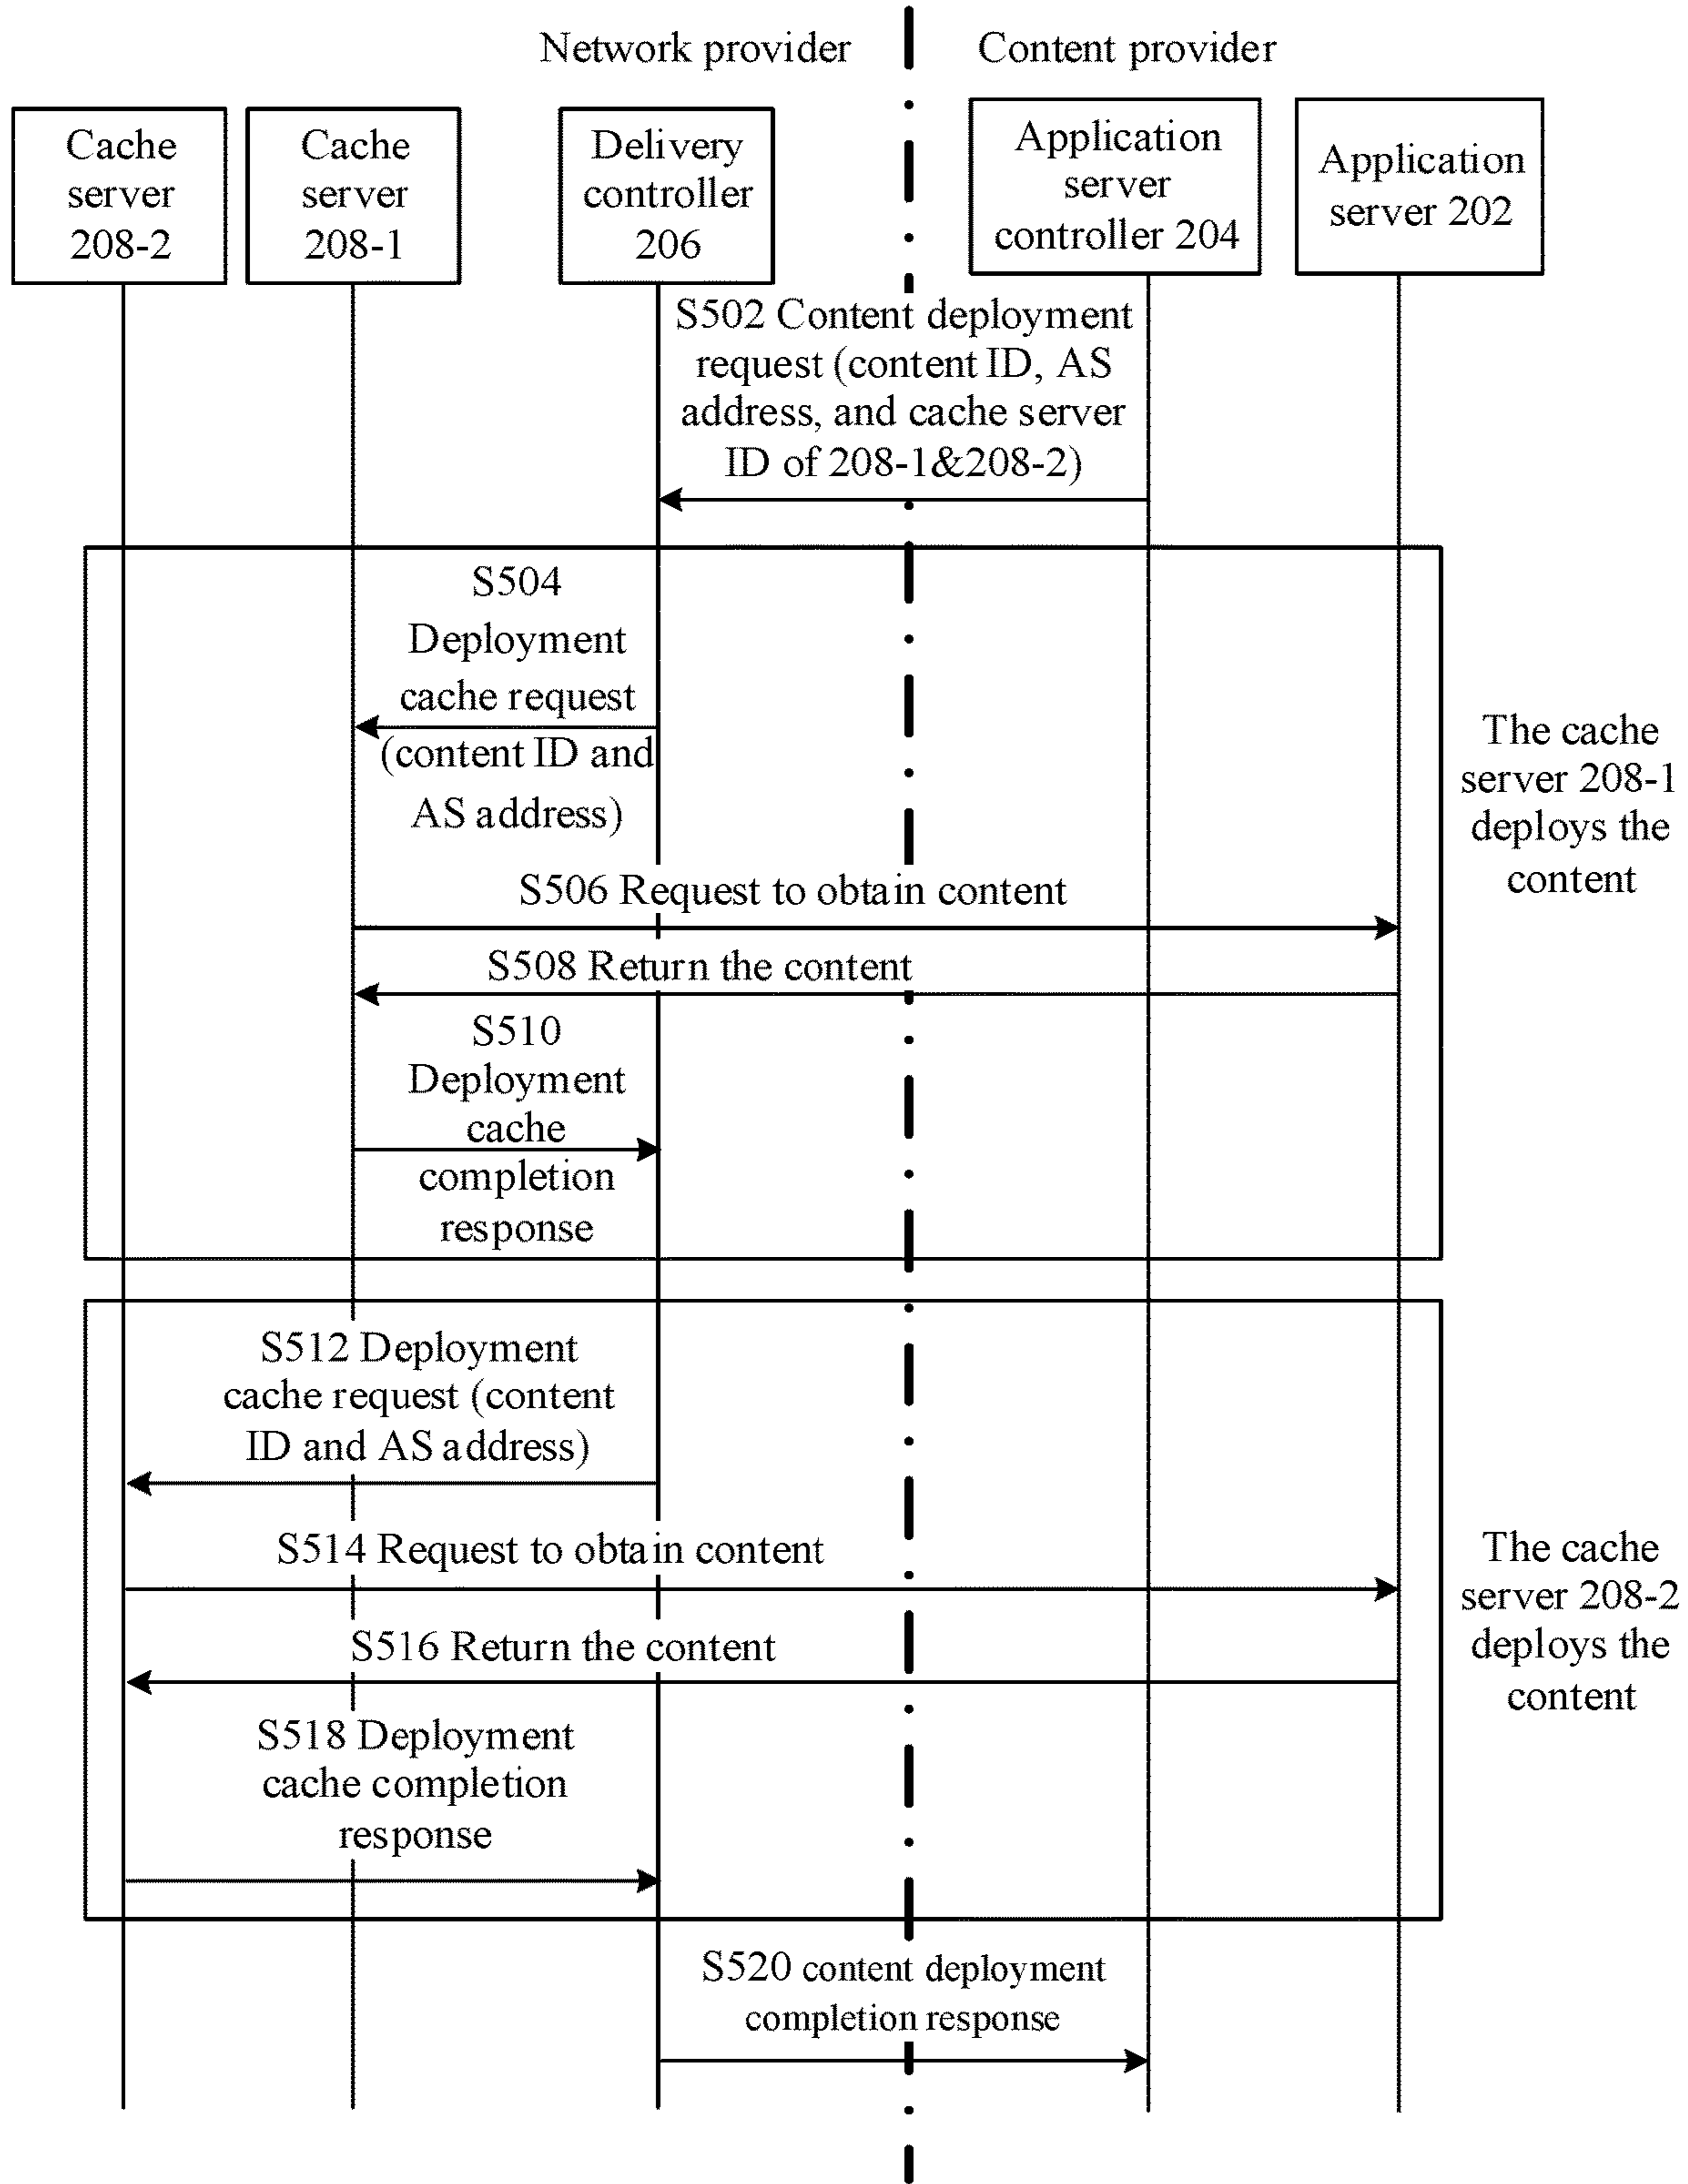 Network provider
Content provider
Cache
server
208-2
Cache
server
208-1
Delivery
controller
206
Application
server
controller 204
Application
server 202
S502 Content deployment
request (content ID, AS
address, and cache server
ID of 208-1&208-2)
S504
Deployment
cache request
(content ID and
AS address)
The cache
server 208-1
deploys the
content
S506 Request to obtain content
S508 Return the content
S510
Deployment
cache
completion
response
S512 Deployment
cache request (content
ID and AS address)
S514 Request to obtain content
The cache
server 208-2
deploys the
content
S516 Return the content
S518 Deployment
cache completion
response
S520 content deployment
completion response